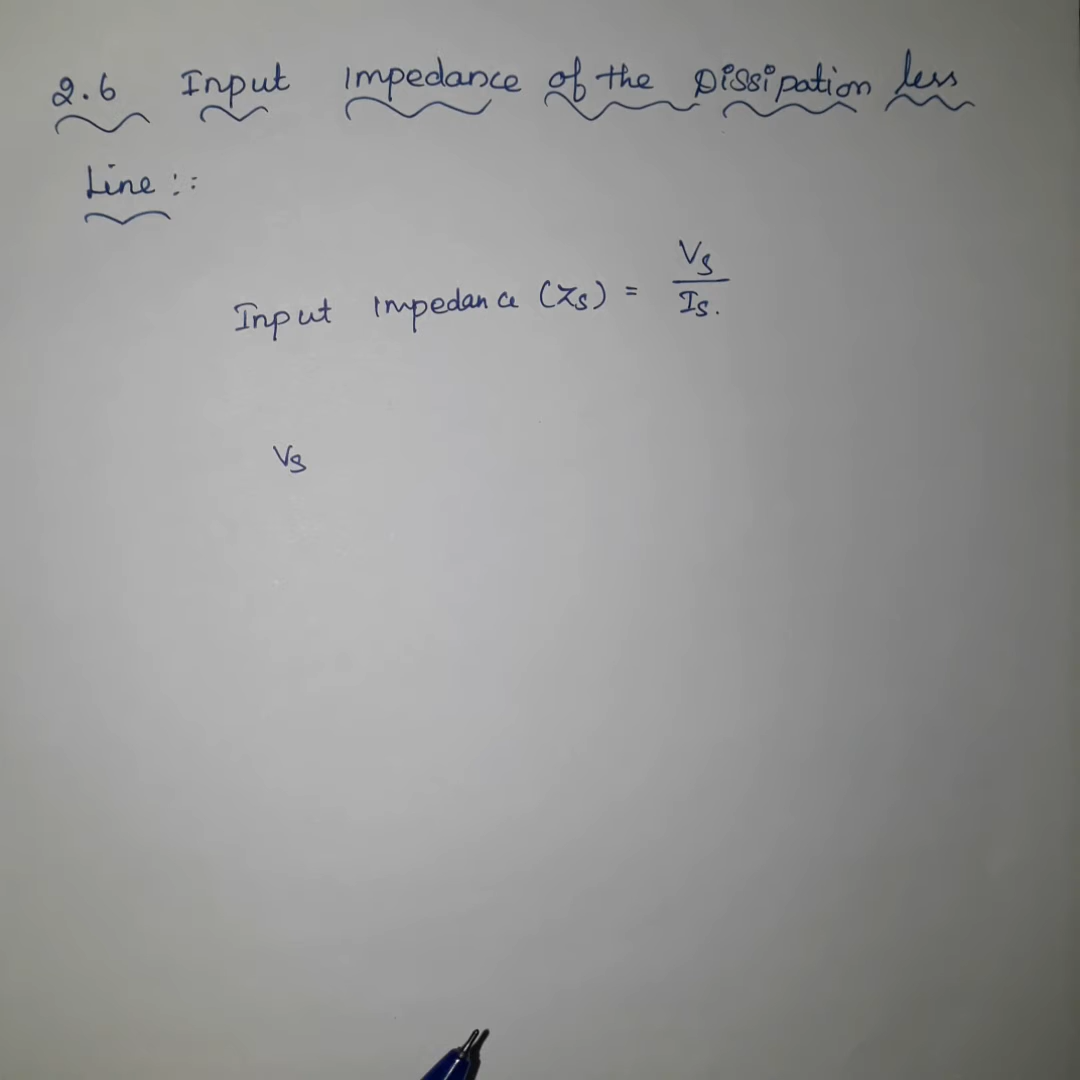 2.6 Input Impedance of the Dissipation less
Line ::
Input Impedance (Zs) = Vs / Is.
Vs